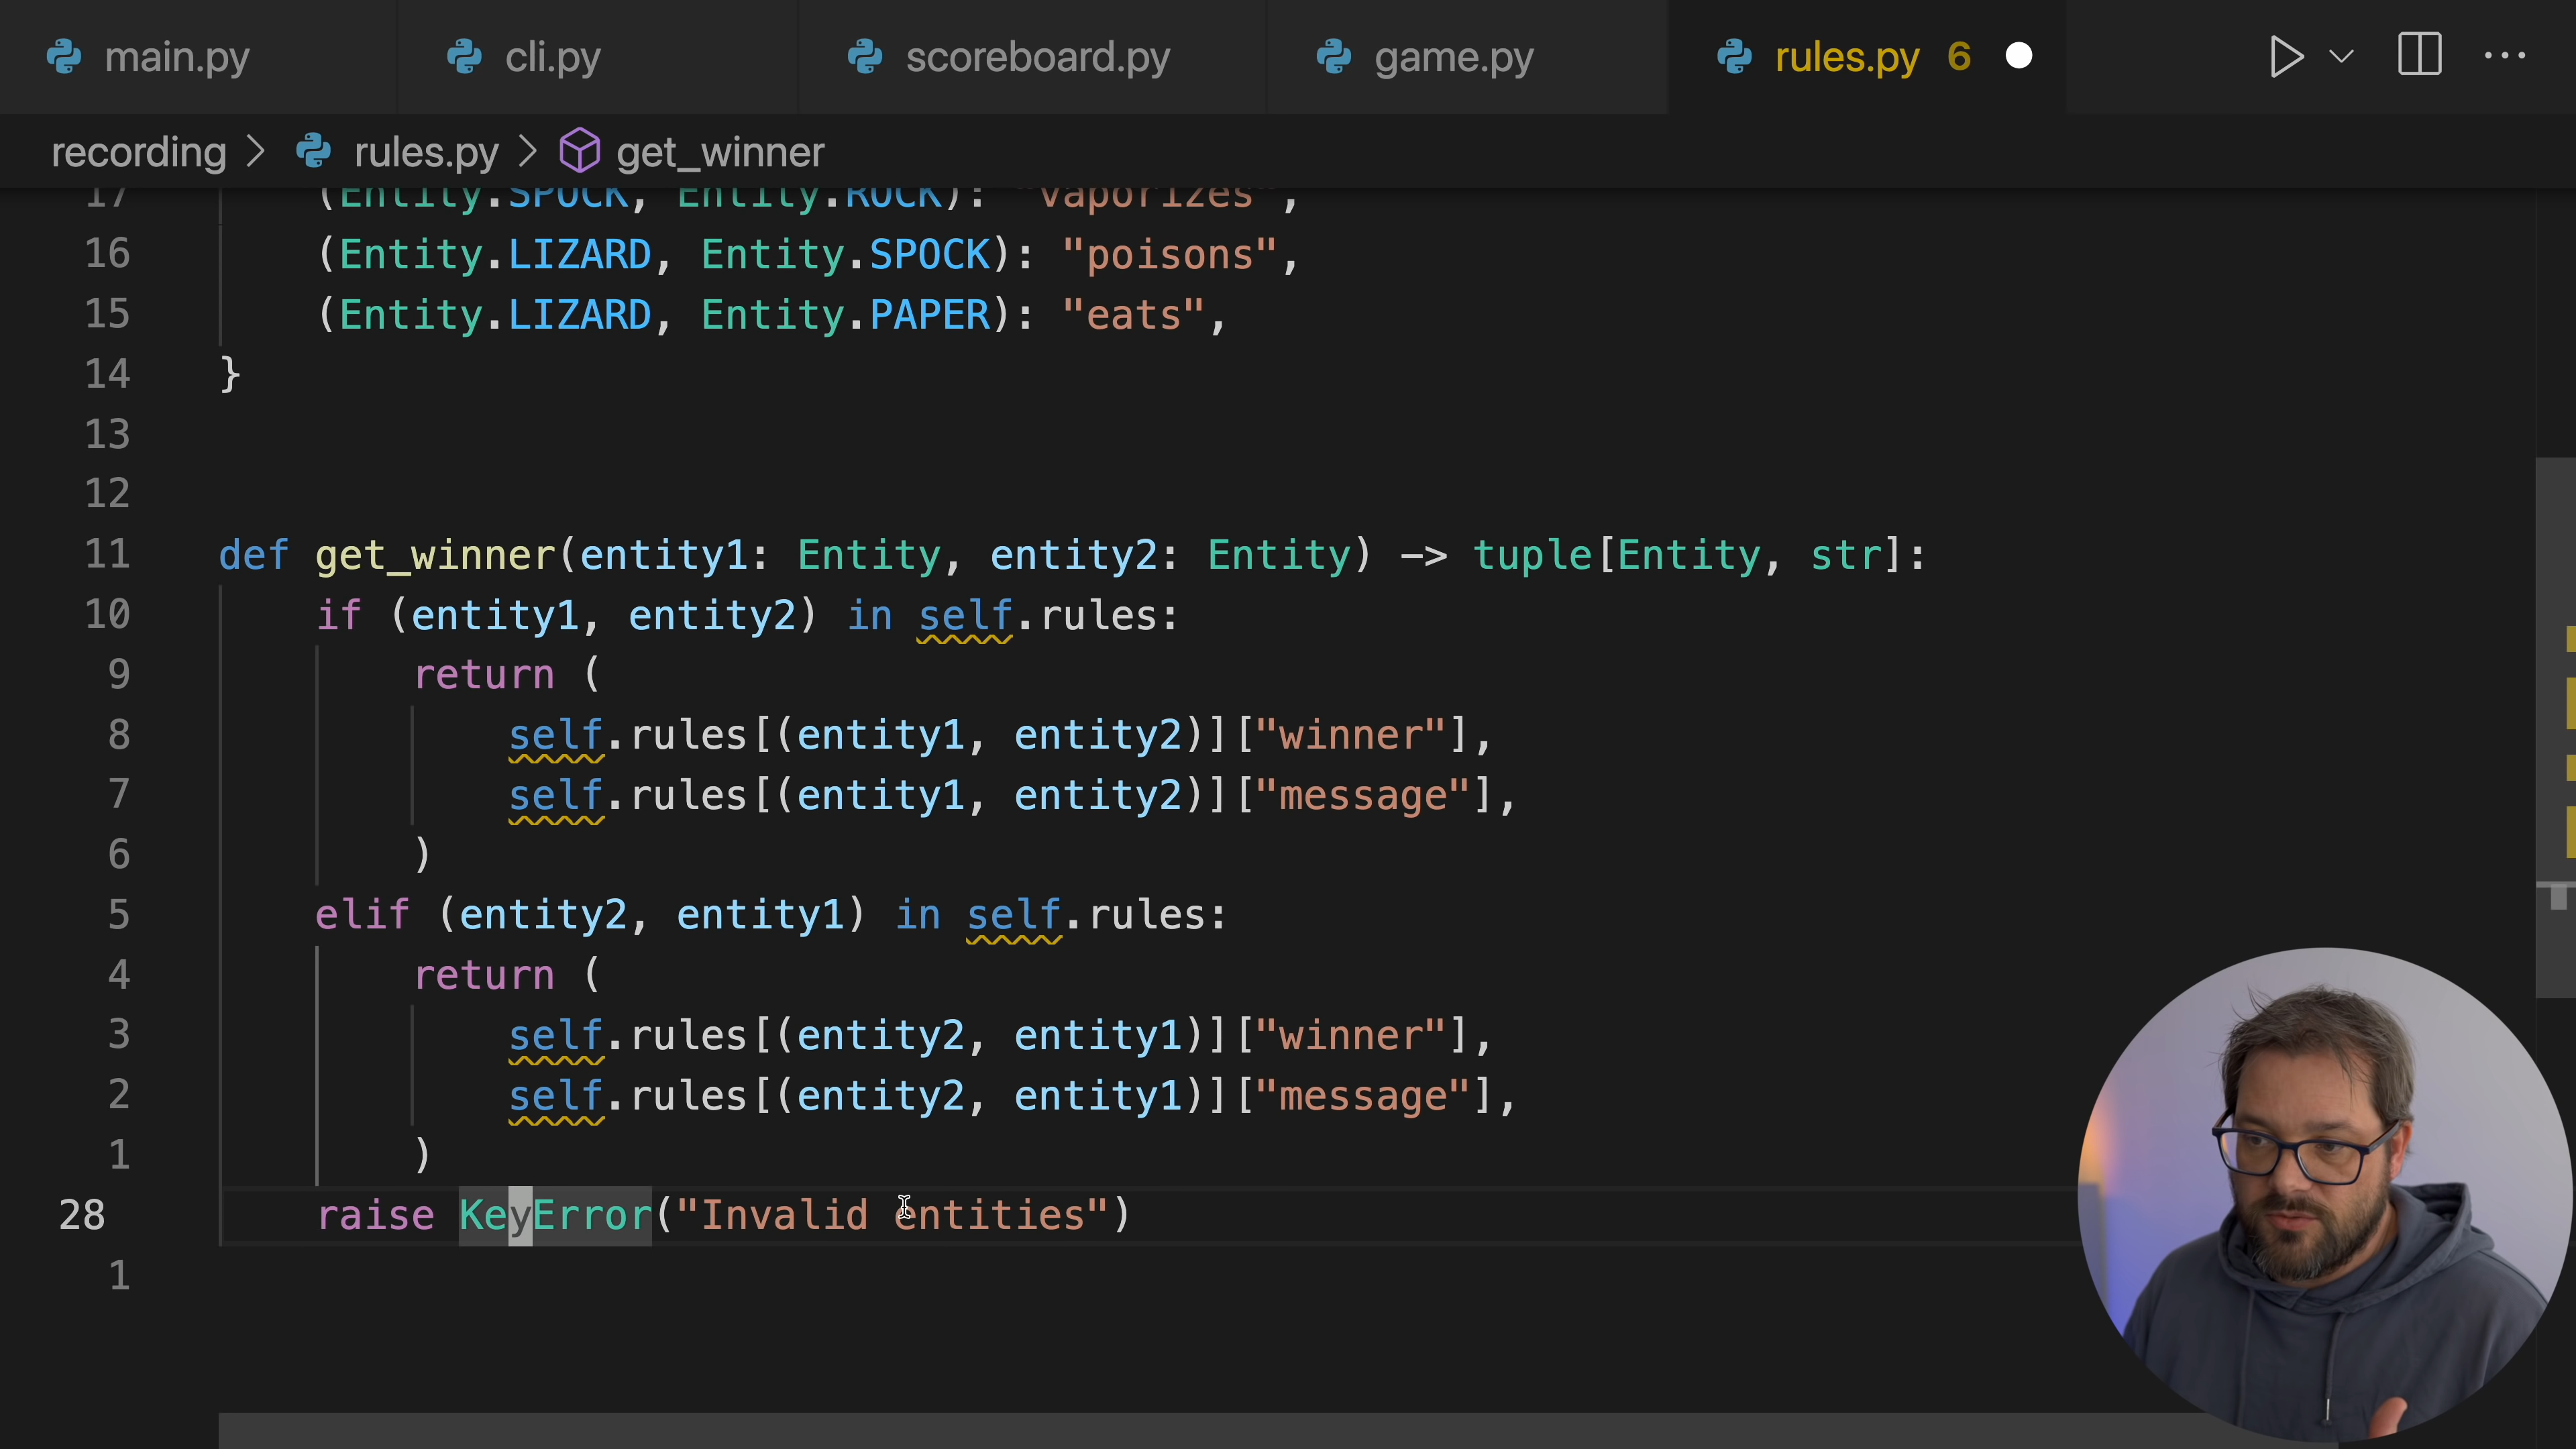 main.py
cli.py
scoreboard.py
game.py
rules.py 6
recording > rules.py > get_winner
17 (Entity.SPOCK, Entity.ROCK): "vaporizes",
16 (Entity.LIZARD, Entity.SPOCK): "poisons",
15 (Entity.LIZARD, Entity.PAPER): "eats",
14 }
13
12
11 def get_winner(entity1: Entity, entity2: Entity) -> tuple[Entity, str]:
10 if (entity1, entity2) in self.rules:
9 return (
8 self.rules[(entity1, entity2)]["winner"],
7 self.rules[(entity1, entity2)]["message"],
6 )
5 elif (entity2, entity1) in self.rules:
4 return (
3 self.rules[(entity2, entity1)]["winner"],
2 self.rules[(entity2, entity1)]["message"],
1 )
28 raise KeyError("Invalid entities")
1